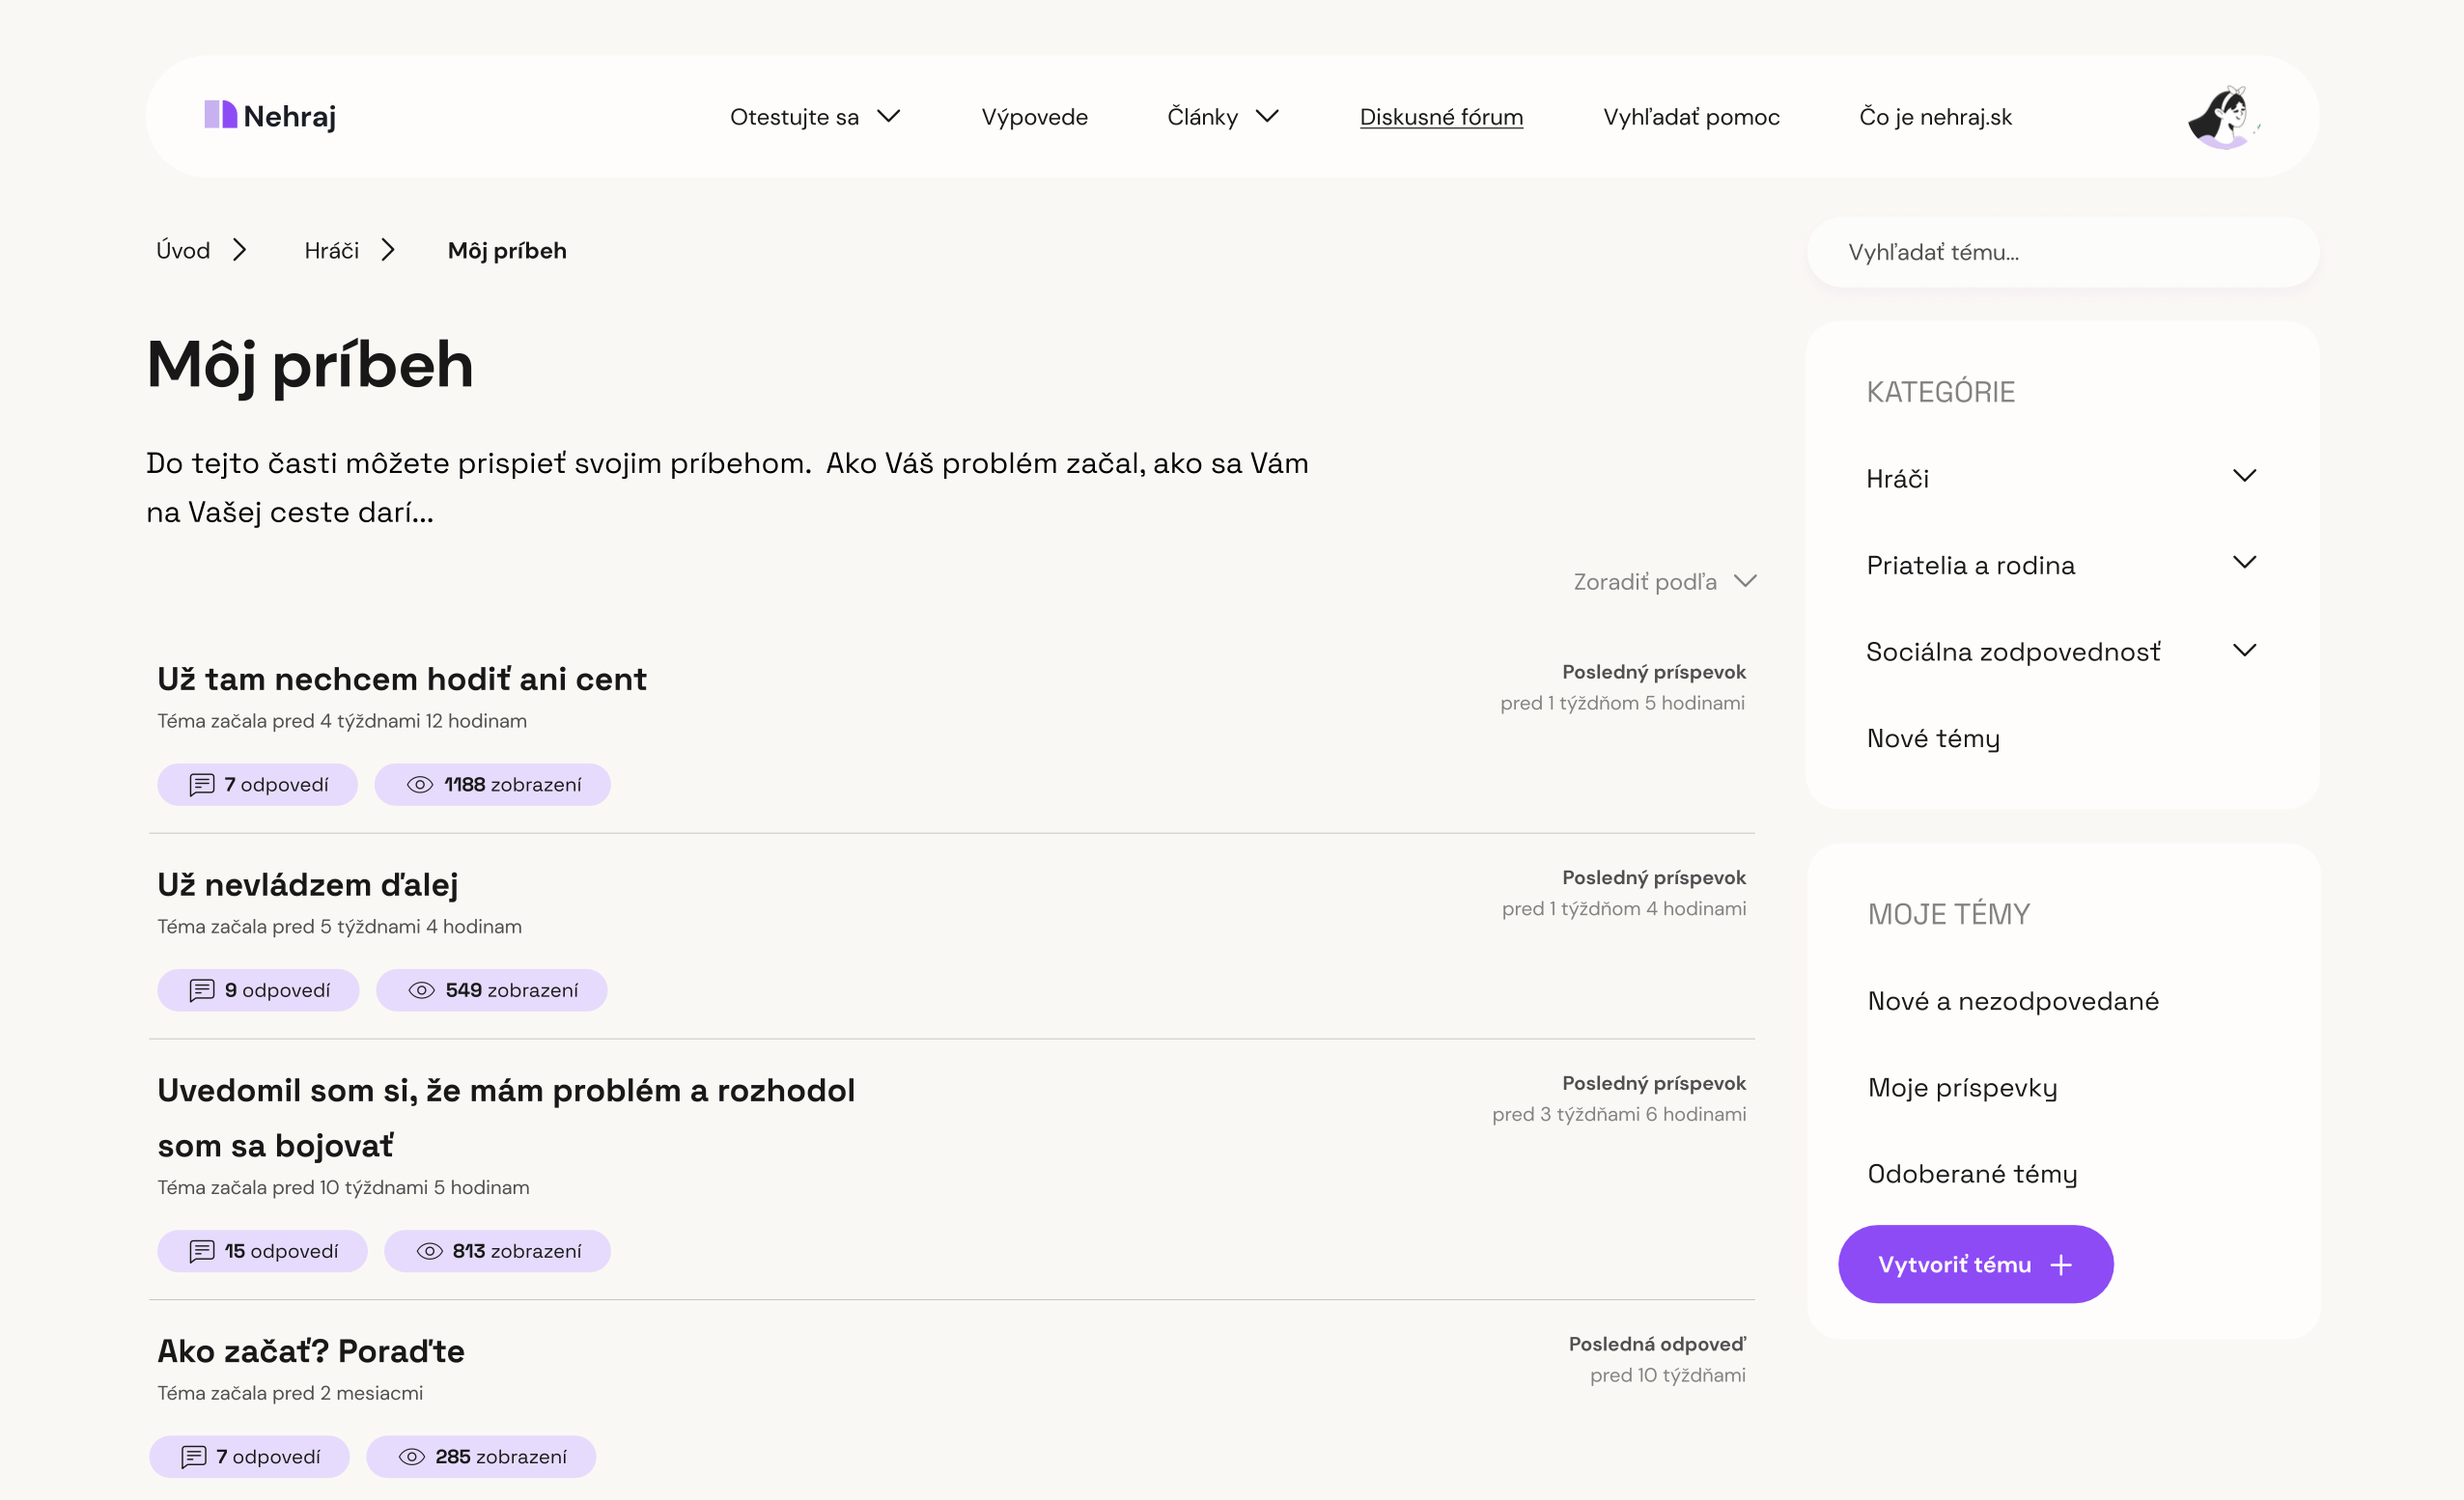 Nehraj
Otestujte sa
Výpovede
Články
Diskusné fórum
Vyhľadať pomoc
Čo je nehraj.sk
Úvod
Hráči
Môj príbeh
Vyhľadať tému...
Môj príbeh
Do tejto časti môžete prispieť svojim príbehom.  Ako Váš problém začal, ako sa Vám
na Vašej ceste darí...
Zoradiť podľa
Už tam nechcem hodiť ani cent
Téma začala pred 4 týždnami 12 hodinam
Posledný príspevok
pred 1 týždňom 5 hodinami
7 odpovedí
1188 zobrazení
Už nevládzem ďalej
Téma začala pred 5 týždnami 4 hodinam
Posledný príspevok
pred 1 týždňom 4 hodinami
9 odpovedí
549 zobrazení
Uvedomil som si, že mám problém a rozhodol
som sa bojovať
Téma začala pred 10 týždnami 5 hodinam
Posledný príspevok
pred 3 týždňami 6 hodinami
15 odpovedí
813 zobrazení
Ako začať? Poraďte
Téma začala pred 2 mesiacmi
Posledná odpoveď
pred 10 týždňami
7 odpovedí
285 zobrazení
KATEGÓRIE
Hráči
Priatelia a rodina
Sociálna zodpovednosť
Nové témy
MOJE TÉMY
Nové a nezodpovedané
Moje príspevky
Odoberané témy
Vytvoriť tému